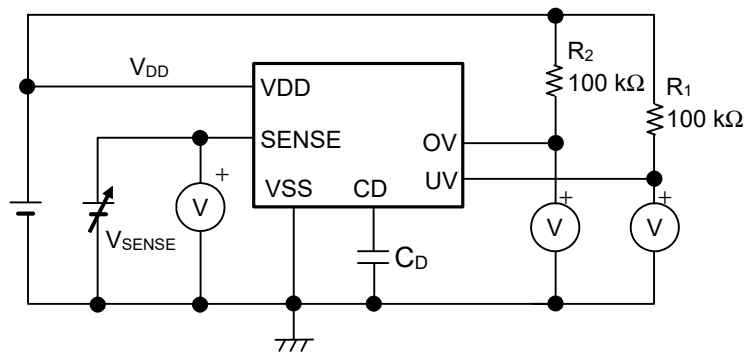 R2
100 kΩ
VDD
R1
100 kΩ
VDD
SENSE
OV
UV
VSS
CD
+
V
VSENSE
CD
+
V
+
V